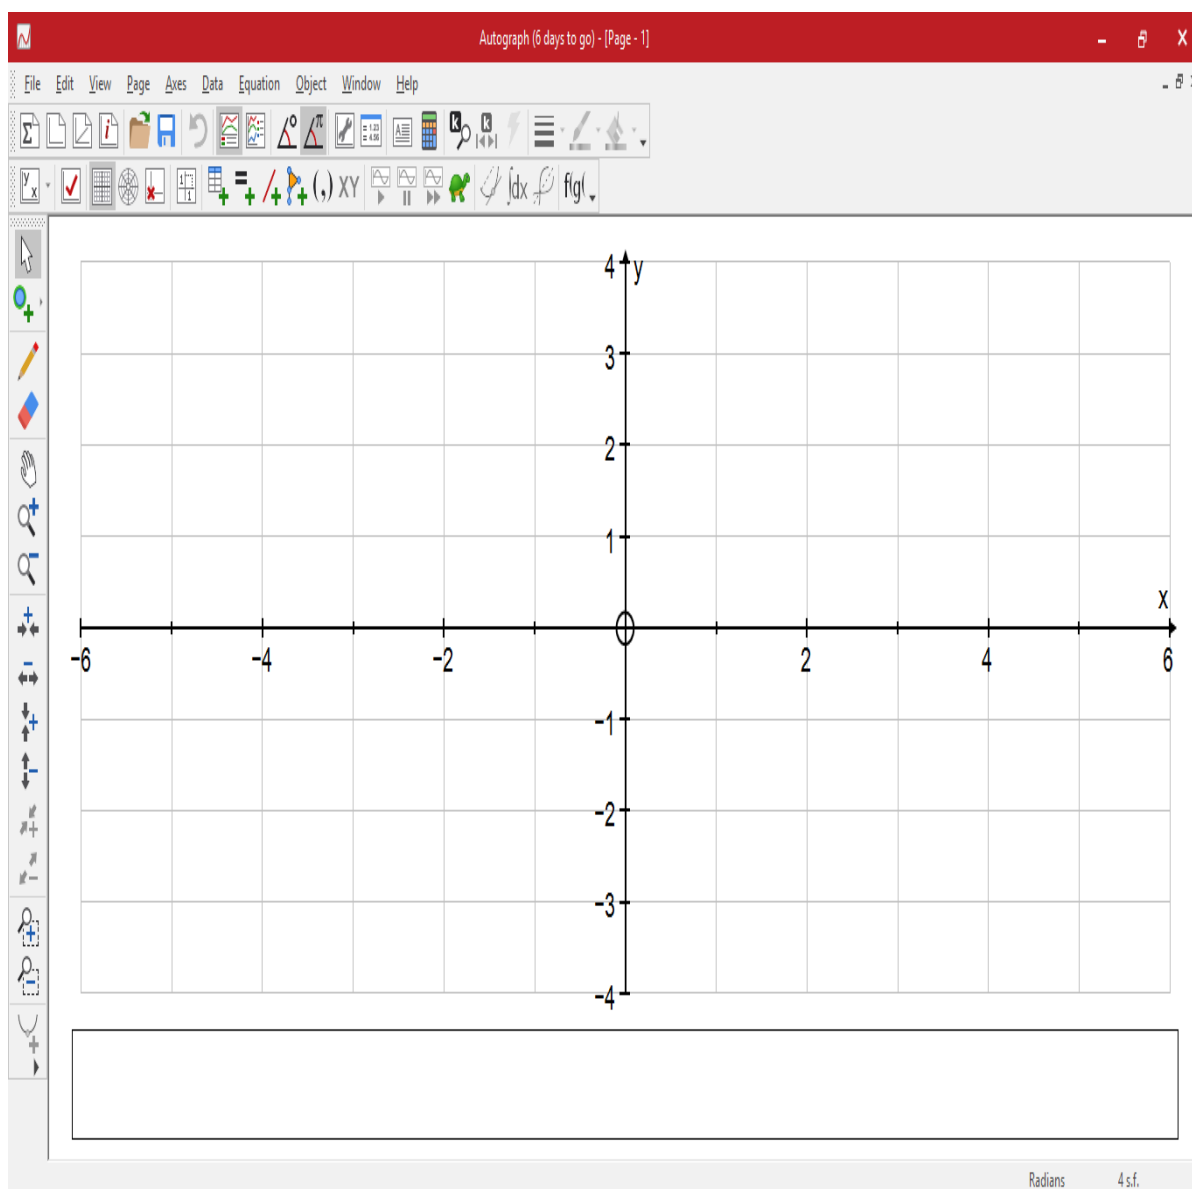 Autograph (6 days to go) - [Page - 1]
File Edit View Page Axes Data Equation Object Window Help
(,) XY ∫dx f(g(
4 y
3
2
1
x
−6 −4 −2 0 2 4 6
−1
−2
−3
−4
Radians 4 s.f.